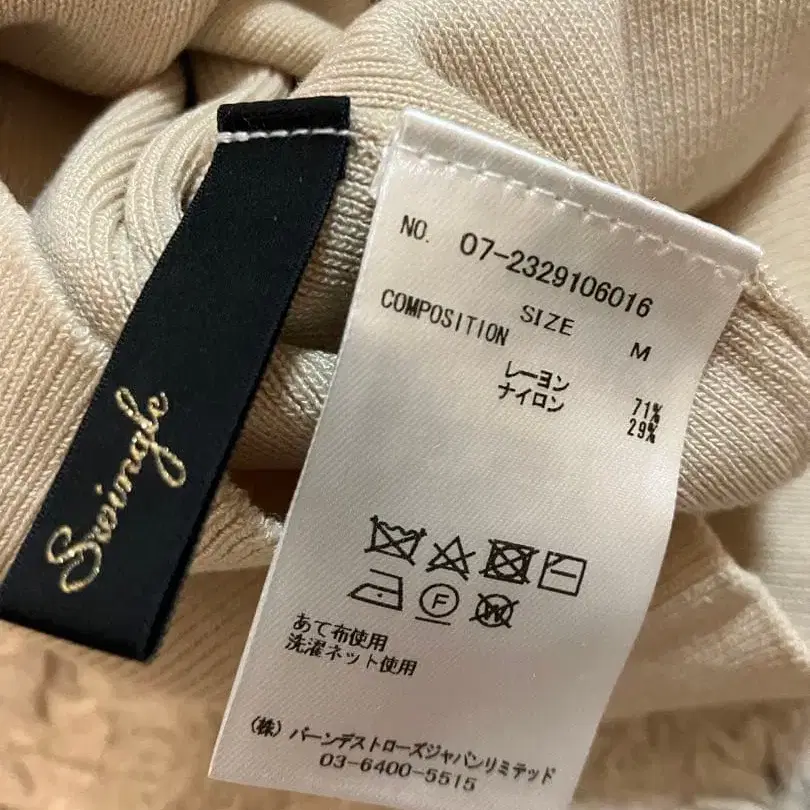 Swingle
NO. 07-2329106016
SIZE M
COMPOSITION
レーヨン 71%
ナイロン 29%
F
W
あて布使用
洗濯ネット使用
(株) バーンデストローズジャパンリミテッド
03-6400-5515